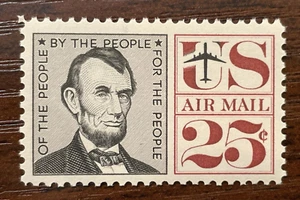 ★ OF THE PEOPLE ★ BY THE PEOPLE ★ FOR THE PEOPLE
US
AIR MAIL
25¢